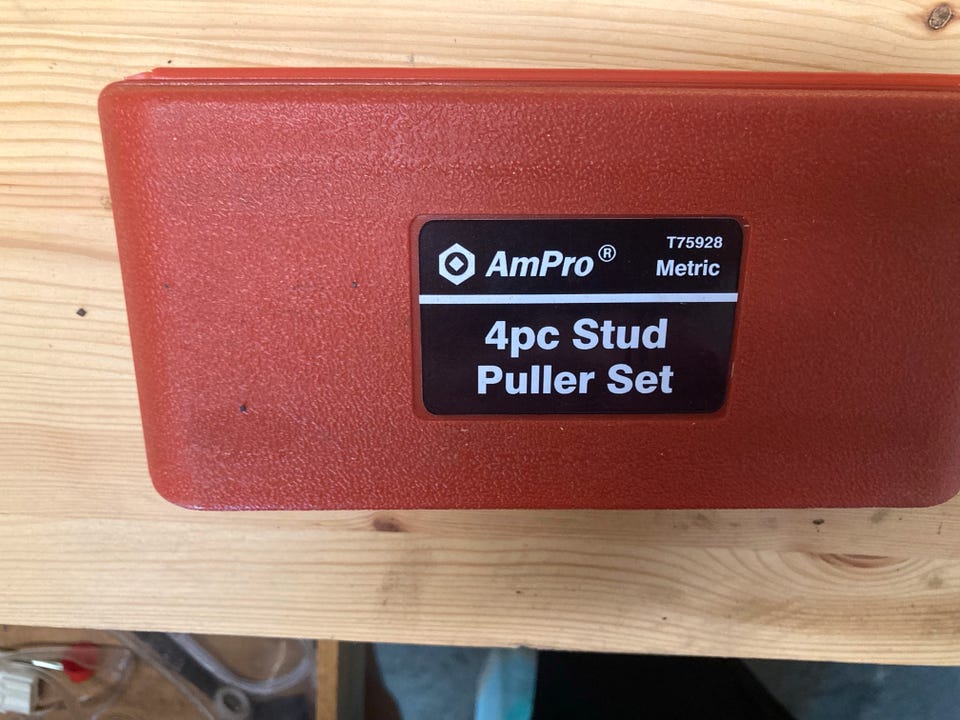 AmPro®
T75928
Metric
4pc Stud
Puller Set